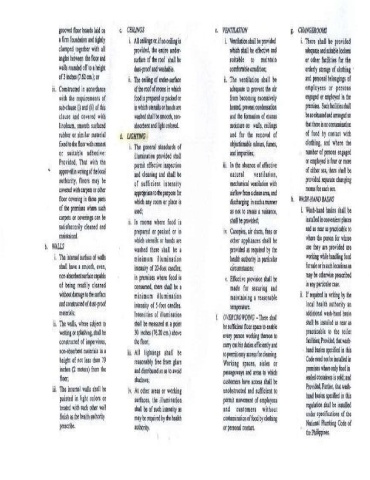 grooved floor boards laid on
a firm foundation and tightly
clamped together with all
angles between the floor and
walls rounded off to a height
of 3 inches (7.62 cm.); or
iii. Constructed in accordance
with the requirements of
sub-clause (i) and (ii) of this
clause and covered with
linoleum, smooth surfaced
rubber or similar material
fixed to the floor with cement
or suitable adhesive:
Provided, That with the
approval in writing of the local
authority, floors may be
covered with carpets or other
floor covering in those parts
of the premises where such
carpets or coverings can be
satisfactorily cleaned and
maintained.
b. WALLS
i. The internal surface of walls
shall have a smooth, even,
non-absorbent surface capable
of being readily cleaned
without damage to the surface
and constructed of dust-proof
materials;
ii. The walls, where subject to
wetting or splashing, shall be
constructed of impervious,
non-absorbent materials to a
height of not less than 79
inches (2 meters) from the
floor;
iii. The internal walls shall be
painted in light colors or
treated with such other wall
finish as the health authority
prescribe.
c. CEILINGS
i. All ceilings or, if no ceiling is
provided, the entire under-
surface of the roof shall be
dust-proof and washable.
ii. The ceiling or under-surface
of the roof of rooms in which
food is prepared or packed or
in which utensils or hands are
washed shall be smooth, non-
absorbent and light colored.
d. LIGHTING
i. The general standards of
illumination provided shall
permit effective inspection
and cleaning and shall be
of sufficient intensity
appropriate to the purpose for
which any room or place is
used;
ii. In rooms where food is
prepared or packed or in
which utensils or hands are
washed there shall be a
minimum illumination
intensity of 20-foot candles;
in premises where food is
consumed, there shall be a
minimum illumination
intensity of 5-foot candles.
Intensities of illumination
shall be measured at a point
30 inches (76.20 cm.) above
the floor;
iii. All lightings shall be
reasonably free from glare
and distributed so as to avoid
shadows;
iv. At other areas or working
surfaces, the illumination
shall be of such intensity as
may be required by the health
authority.
e. VENTILATION
i. Ventilation shall be provided
which shall be effective and
suitable to maintain
comfortable condition;
ii. The ventilation shall be
adequate to prevent the air
from becoming excessively
heated, prevent condensation
and the formation of excess
moisture on walls, ceilings
and for the removal of
objectionable odours, fumes,
and impurities;
iii. In the absence of effective
natural ventilation,
mechanical ventilation with
airflow from a clean area, and
discharging in such a manner
as not to create a nuisance,
shall be provided;
iv. Canopies, air ducts, fans or
other appliances shall be
provided as required by the
health authority in particular
circumstances;
v. Effective provision shall be
made for securing and
maintaining a reasonable
temperature.
f. OVERCROWDING – There shall
be sufficient floor space to enable
every person working thereon to
carry out his duties efficiently and
to permit easy access for cleaning.
Working spaces, aisles or
passageways and areas to which
customers have access shall be
unobstructed and sufficient to
permit movement of employees
and customers without
contamination of food by clothing
or personal contact.
g. CHANGEROOMS
i. There shall be provided
adequate and suitable lockers
or other facilities for the
orderly storage of clothing
and personal belongings of
employees or persons
engaged or employed in the
premises. Such facilities shall
be so situated and arranged so
that there is no contamination
of food by contact with
clothing, and where the
number of persons engaged
or employed is four or more
of either sex, there shall be
provided separate changing
rooms for each sex.
h. WASH-HAND BASINS
i. Wash-hand basins shall be
installed in convenient places
and as near as practicable to
where the person for whose
use they are provided are
working while handling food
for sale or in such locations as
may be otherwise prescribed
in any particular case.
ii. If required in writing by the
local health authority an
additional wash-hand basin
shall be installed as near as
practicable to the toilet
facilities; Provided, that wash-
hand basins specified in this
Code need not be installed in
premises where only food in
sealed containers is sold; and
Provided, Further, that wash-
hand basins specified in this
regulation shall be installed
under specifications of the
National Plumbing Code of
the Philippines.